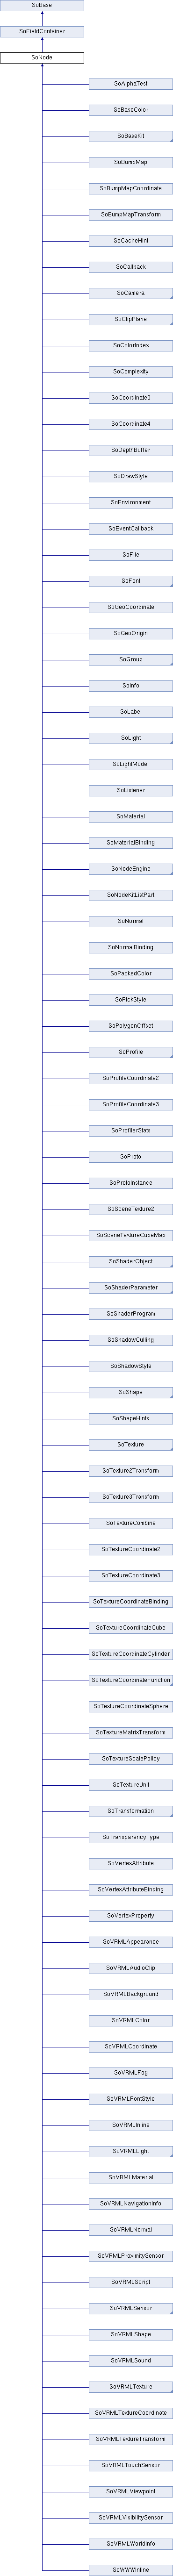 SoBase
SoFieldContainer
SoNode
SoAlphaTest
SoBaseColor
SoBaseKit
SoBumpMap
SoBumpMapCoordinate
SoBumpMapTransform
SoCacheHint
SoCallback
SoCamera
SoClipPlane
SoColorIndex
SoComplexity
SoCoordinate3
SoCoordinate4
SoDepthBuffer
SoDrawStyle
SoEnvironment
SoEventCallback
SoFile
SoFont
SoGeoCoordinate
SoGeoOrigin
SoGroup
SoInfo
SoLabel
SoLight
SoLightModel
SoListener
SoMaterial
SoMaterialBinding
SoNodeEngine
SoNodeKitListPart
SoNormal
SoNormalBinding
SoPackedColor
SoPickStyle
SoPolygonOffset
SoProfile
SoProfileCoordinate2
SoProfileCoordinate3
SoProfilerStats
SoProto
SoProtoInstance
SoSceneTexture2
SoSceneTextureCubeMap
SoShaderObject
SoShaderParameter
SoShaderProgram
SoShadowCulling
SoShadowStyle
SoShape
SoShapeHints
SoTexture
SoTexture2Transform
SoTexture3Transform
SoTextureCombine
SoTextureCoordinate2
SoTextureCoordinate3
SoTextureCoordinateBinding
SoTextureCoordinateCube
SoTextureCoordinateCylinder
SoTextureCoordinateFunction
SoTextureCoordinateSphere
SoTextureMatrixTransform
SoTextureScalePolicy
SoTextureUnit
SoTransformation
SoTransparencyType
SoVertexAttribute
SoVertexAttributeBinding
SoVertexProperty
SoVRMLAppearance
SoVRMLAudioClip
SoVRMLBackground
SoVRMLColor
SoVRMLCoordinate
SoVRMLFog
SoVRMLFontStyle
SoVRMLInline
SoVRMLLight
SoVRMLMaterial
SoVRMLNavigationInfo
SoVRMLNormal
SoVRMLProximitySensor
SoVRMLScript
SoVRMLSensor
SoVRMLShape
SoVRMLSound
SoVRMLTexture
SoVRMLTextureCoordinate
SoVRMLTextureTransform
SoVRMLTouchSensor
SoVRMLViewpoint
SoVRMLVisibilitySensor
SoVRMLWorldInfo
SoWWWInline